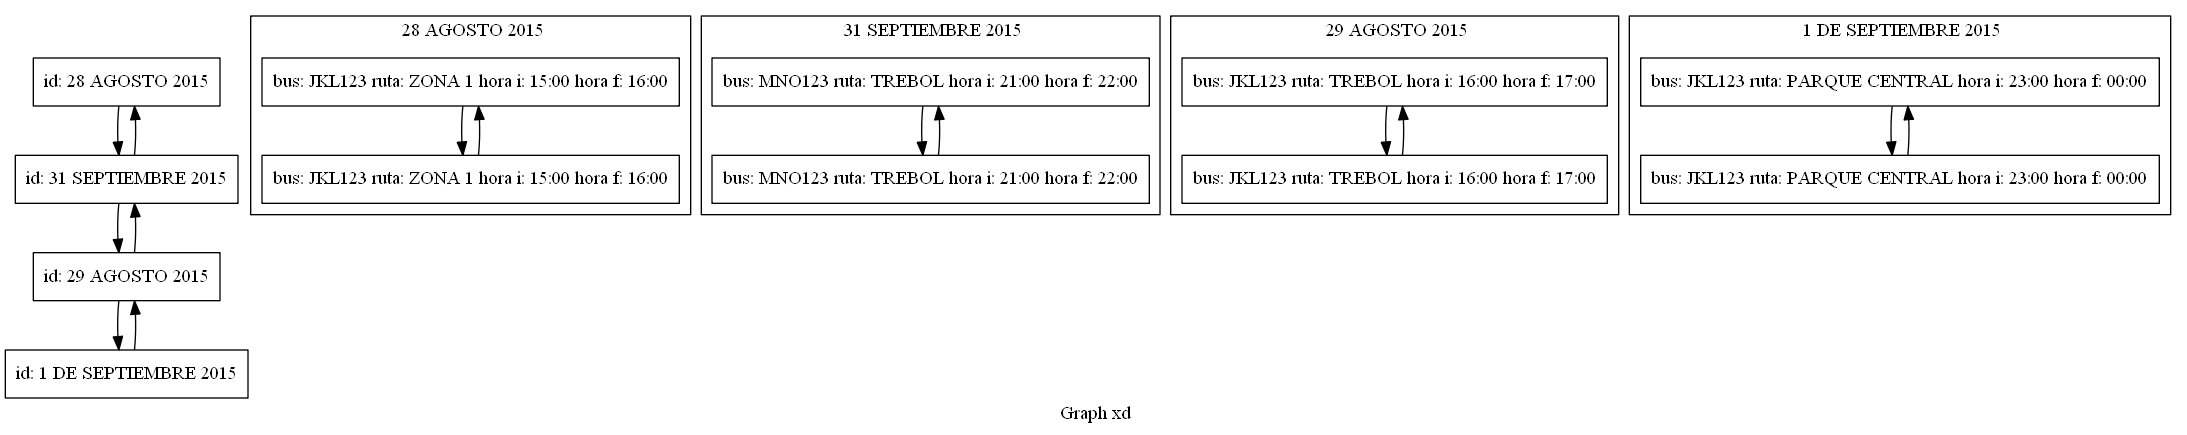 id: 28 AGOSTO 2015
id: 31 SEPTIEMBRE 2015
id: 29 AGOSTO 2015
id: 1 DE SEPTIEMBRE 2015
28 AGOSTO 2015
bus: JKL123 ruta: ZONA 1 hora i: 15:00 hora f: 16:00
bus: JKL123 ruta: ZONA 1 hora i: 15:00 hora f: 16:00
31 SEPTIEMBRE 2015
bus: MNO123 ruta: TREBOL hora i: 21:00 hora f: 22:00
bus: MNO123 ruta: TREBOL hora i: 21:00 hora f: 22:00
29 AGOSTO 2015
bus: JKL123 ruta: TREBOL hora i: 16:00 hora f: 17:00
bus: JKL123 ruta: TREBOL hora i: 16:00 hora f: 17:00
1 DE SEPTIEMBRE 2015
bus: JKL123 ruta: PARQUE CENTRAL hora i: 23:00 hora f: 00:00
bus: JKL123 ruta: PARQUE CENTRAL hora i: 23:00 hora f: 00:00
Graph xd